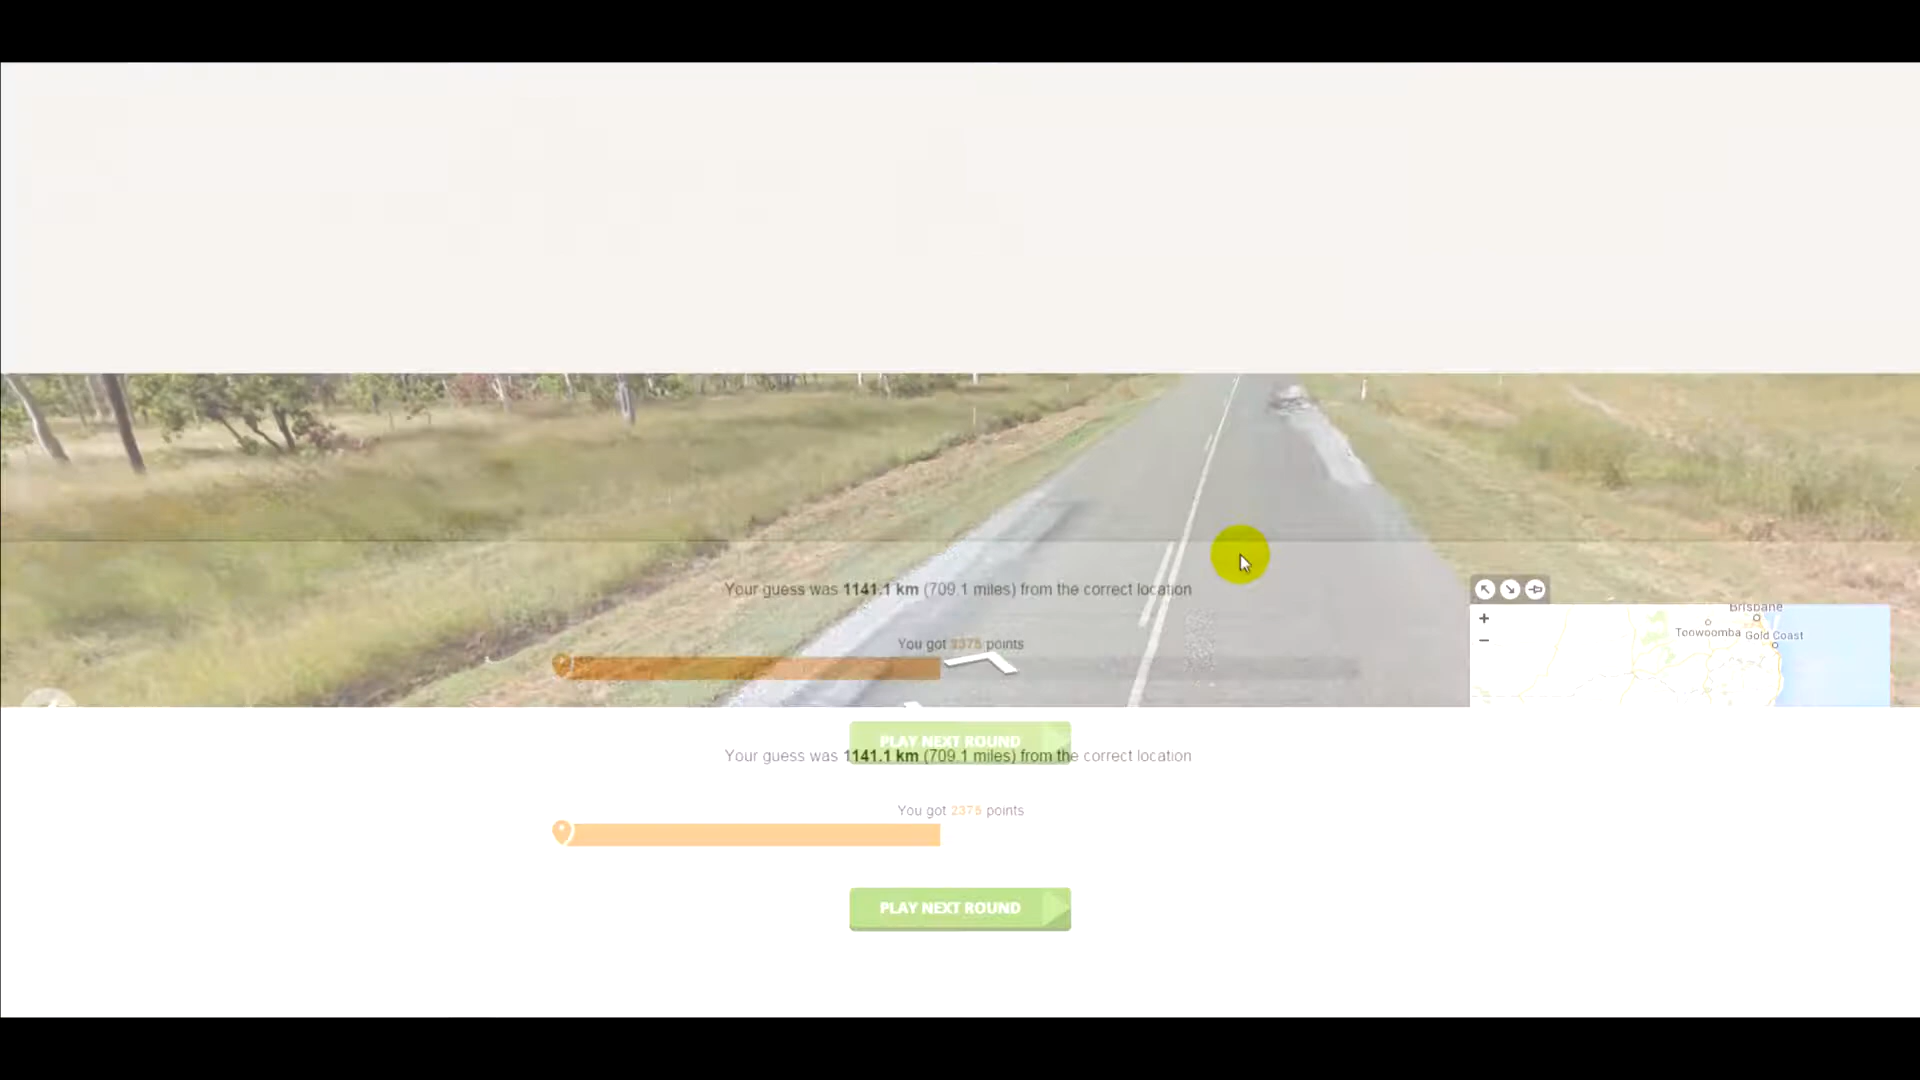 Your guess was 1141.1 km (709.1 miles) from the correct location
Brisbane
Toowoomba
Gold Coast
You got 2375 points
PLAY NEXT ROUND
Your guess was 1141.1 km (709.1 miles) from the correct location
You got 2375 points
PLAY NEXT ROUND